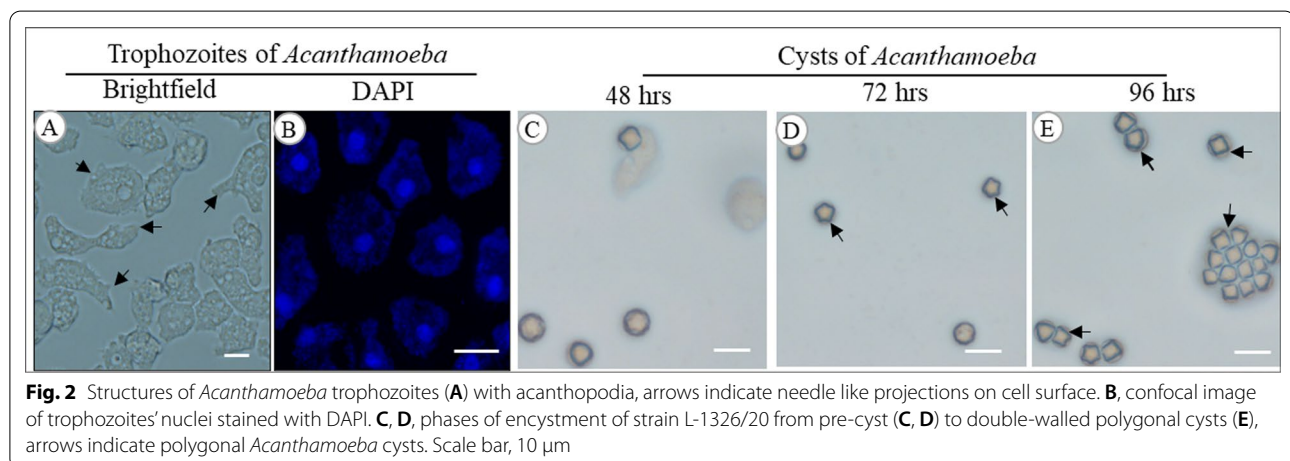 Trophozoites of Acanthamoeba
Cysts of Acanthamoeba
Brightfield
DAPI
48 hrs
72 hrs
96 hrs
A
B
C
D
E
Fig. 2 Structures of Acanthamoeba trophozoites (A) with acanthopodia, arrows indicate needle like projections on cell surface. B, confocal image
of trophozoites’ nuclei stained with DAPI. C, D, phases of encystment of strain L-1326/20 from pre-cyst (C, D) to double-walled polygonal cysts (E),
arrows indicate polygonal Acanthamoeba cysts. Scale bar, 10 μm